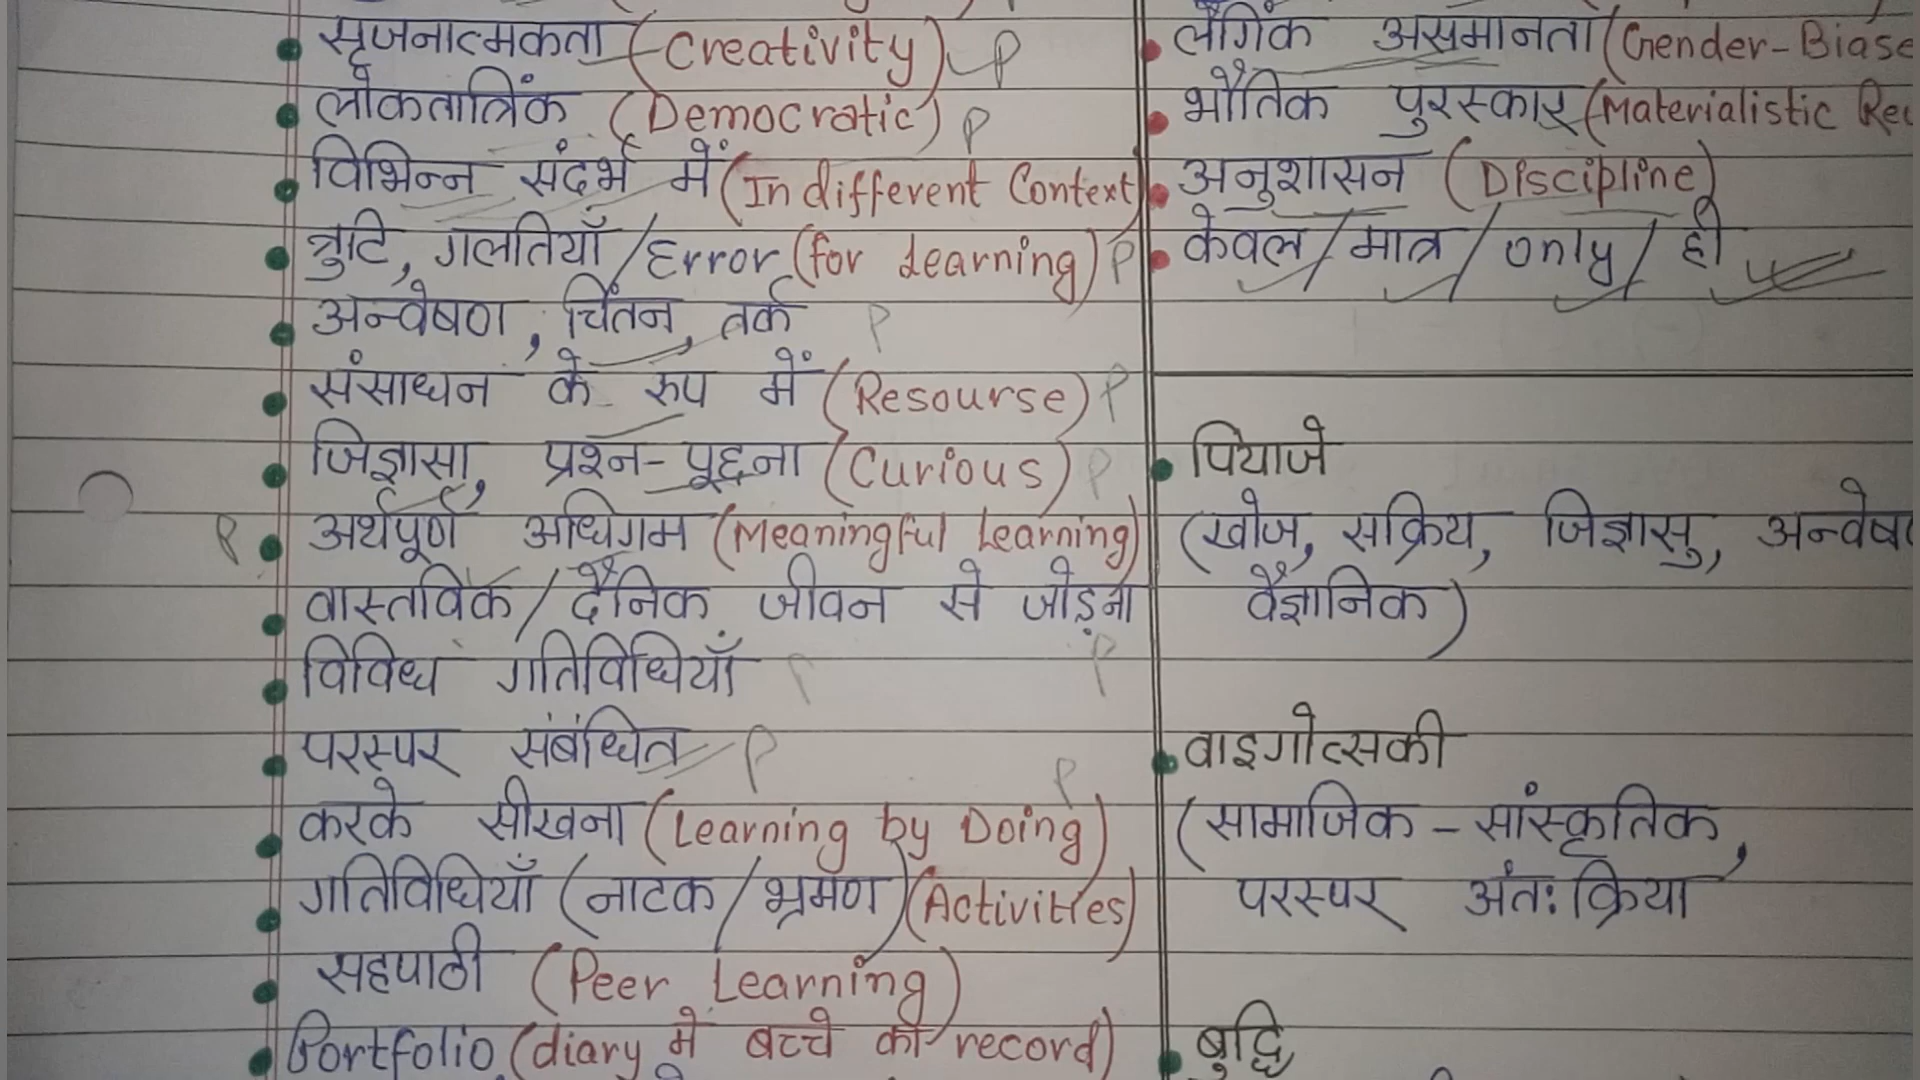 सृजनात्मकता (Creativity) P
लोकतांत्रिक (Democratic) P
विभिन्न संदर्भ में (In different Context)
त्रुटि, गलतियाँ / Error (for Learning) P
अन्वेषण, चिंतन, तर्क P
संसाधन के रुप में (Resourse) P
जिज्ञासा, प्रश्न-पूछना (Curious) P
P अर्थपूर्ण अधिगम (Meaningful Learning)
वास्तविक / दैनिक जीवन से जोड़ना P
विविध गतिविधियाँ P
परस्पर संबंधित P
करके सीखना (Learning by Doing) P
गतिविधियाँ (नाटक / भ्रमण) (Activities)
सहपाठी (Peer Learning)
Portfolio (diary में बच्चे का record)
लैंगिक असमानता (Gender-Biase
भौतिक पुरस्कार (Materialistic
अनुशासन (Discipline)
केवल / मात्र / only / ही
पियाजे
(खोज, सक्रिय, जिज्ञासु,
वैज्ञानिक)
वाइगोत्सकी
(सामाजिक - सांस्कृतिक,
परस्पर अंतः क्रिया
बुद्धि